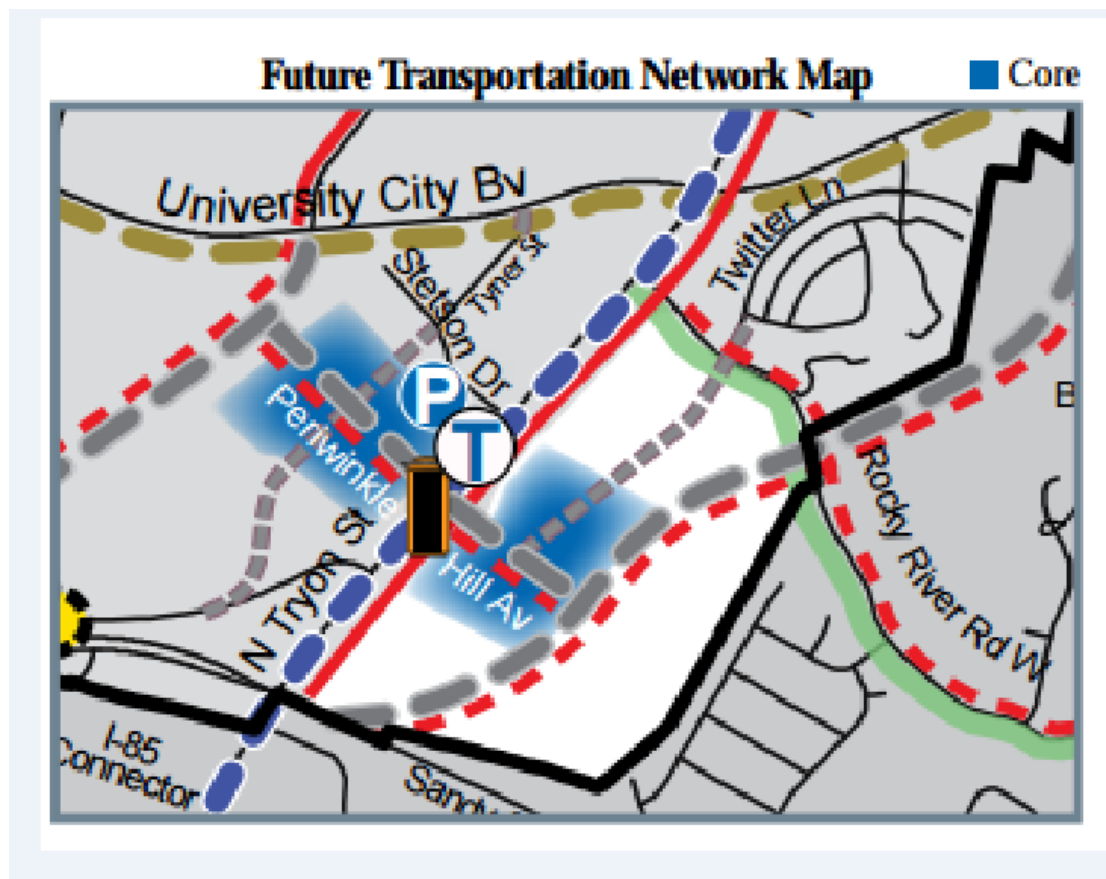 Future Transportation Network Map
Core
University City Bv
Tyner St
Stetson Dr
Twitter Ln
P
T
Periwinkle
Hill Av
N Tryon St
Rocky River Rd W
B
I-85
Connector
Sandy